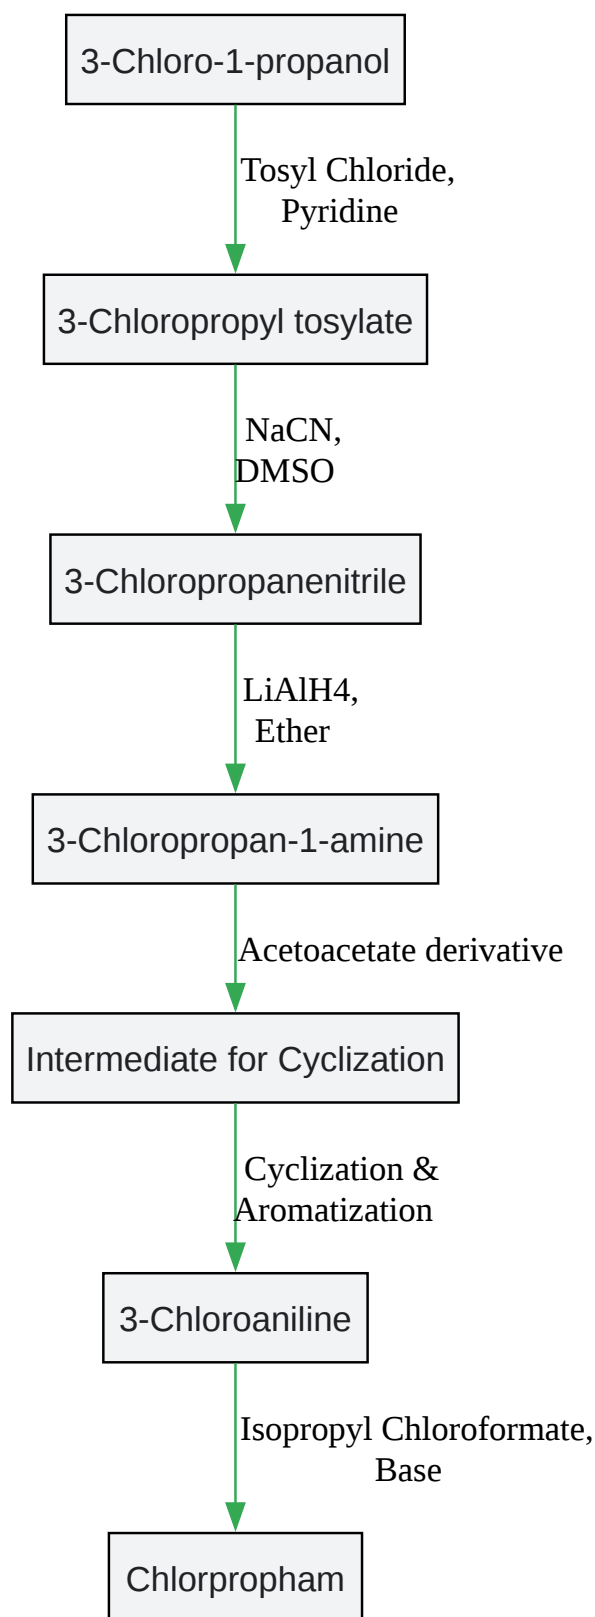 3-Chloro-1-propanol
Tosyl Chloride,
Pyridine
3-Chloropropyl tosylate
NaCN,
DMSO
3-Chloropropanenitrile
LiAlH4,
Ether
3-Chloropropan-1-amine
Acetoacetate derivative
Intermediate for Cyclization
Cyclization &
Aromatization
3-Chloroaniline
Isopropyl Chloroformate,
Base
Chlorpropham